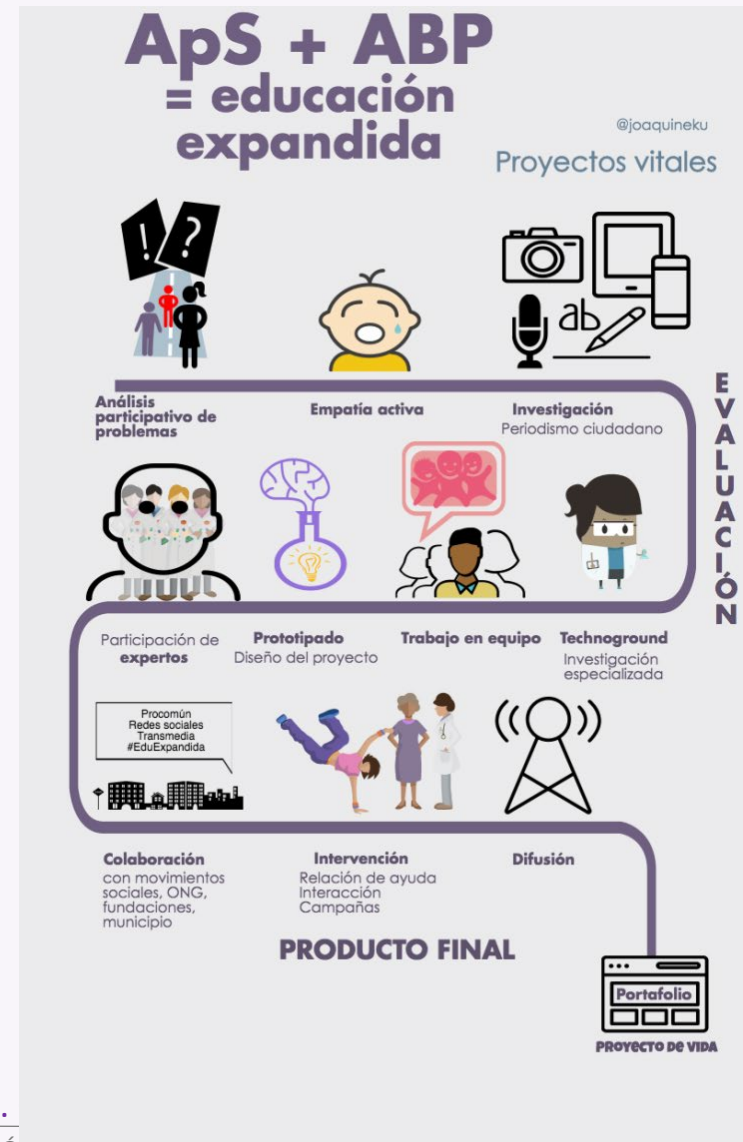 ApS + ABP
= educación
expandida
@joaquineku
Proyectos vitales
! ?
ab
Análisis
participativo de
problemas
Empatía activa
Investigación
Periodismo ciudadano
EVALUACIÓN
Participación de
expertos
Prototipado
Diseño del proyecto
Trabajo en equipo
Technoground
Investigación
especializada
Procomún
Redes sociales
Transmedia
#EduExpandida
Colaboración
con movimientos
sociales, ONG,
fundaciones,
municipio
Intervención
Relación de ayuda
Interacción
Campañas
Difusión
PRODUCTO FINAL
Portafolio
PROYECTO DE VIDA